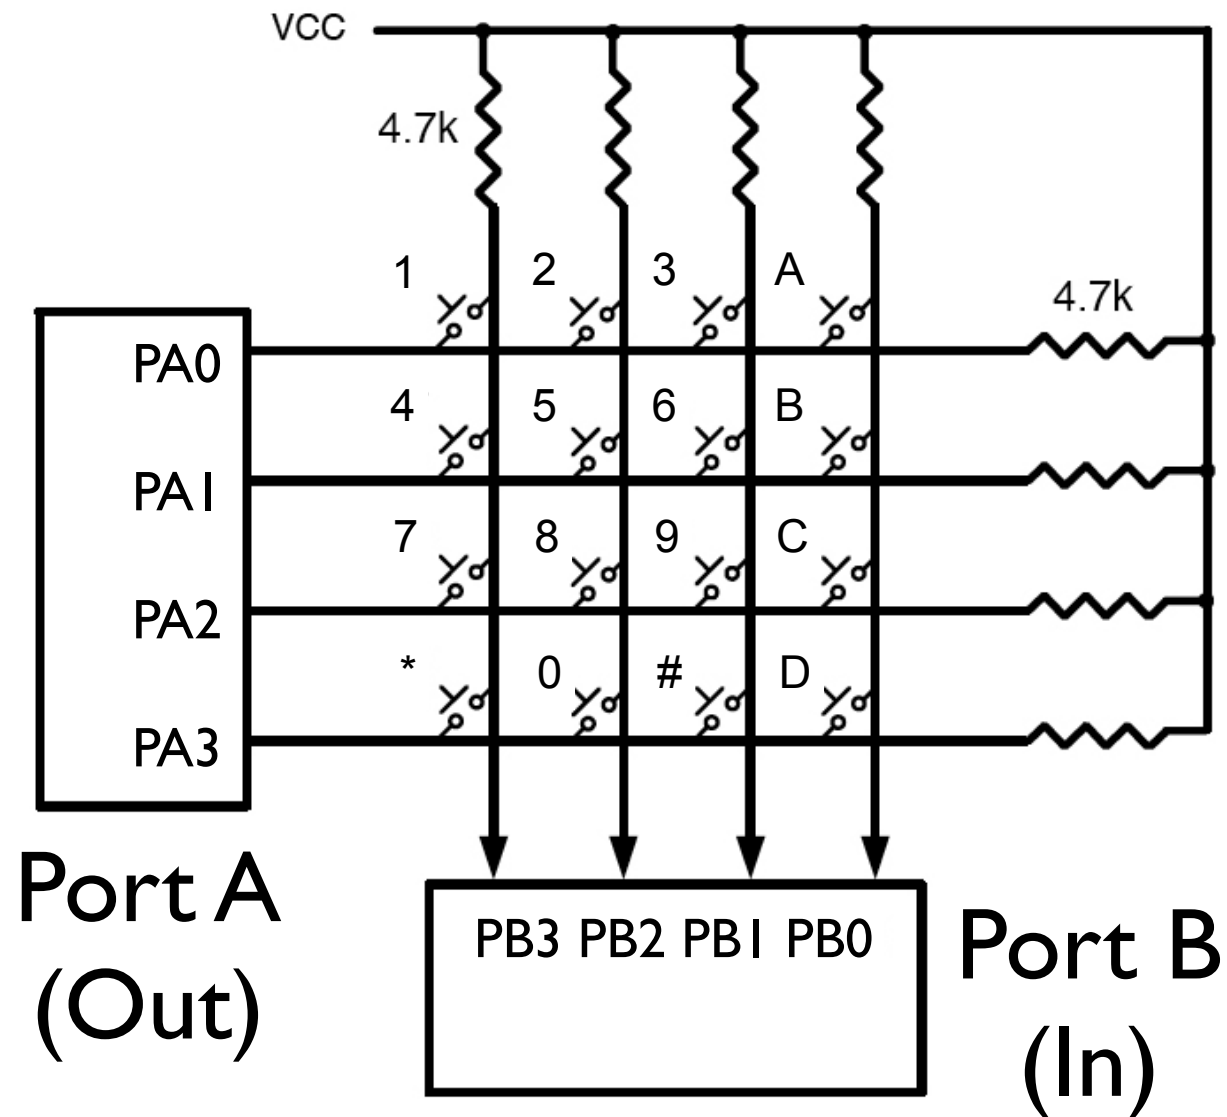 VCC
4.7k
1 2 3 A
4.7k
PA0
4 5 6 B
PA1
7 8 9 C
PA2
* 0 # D
PA3
Port A
(Out)
PB3 PB2 PB1 PB0
Port B
(In)